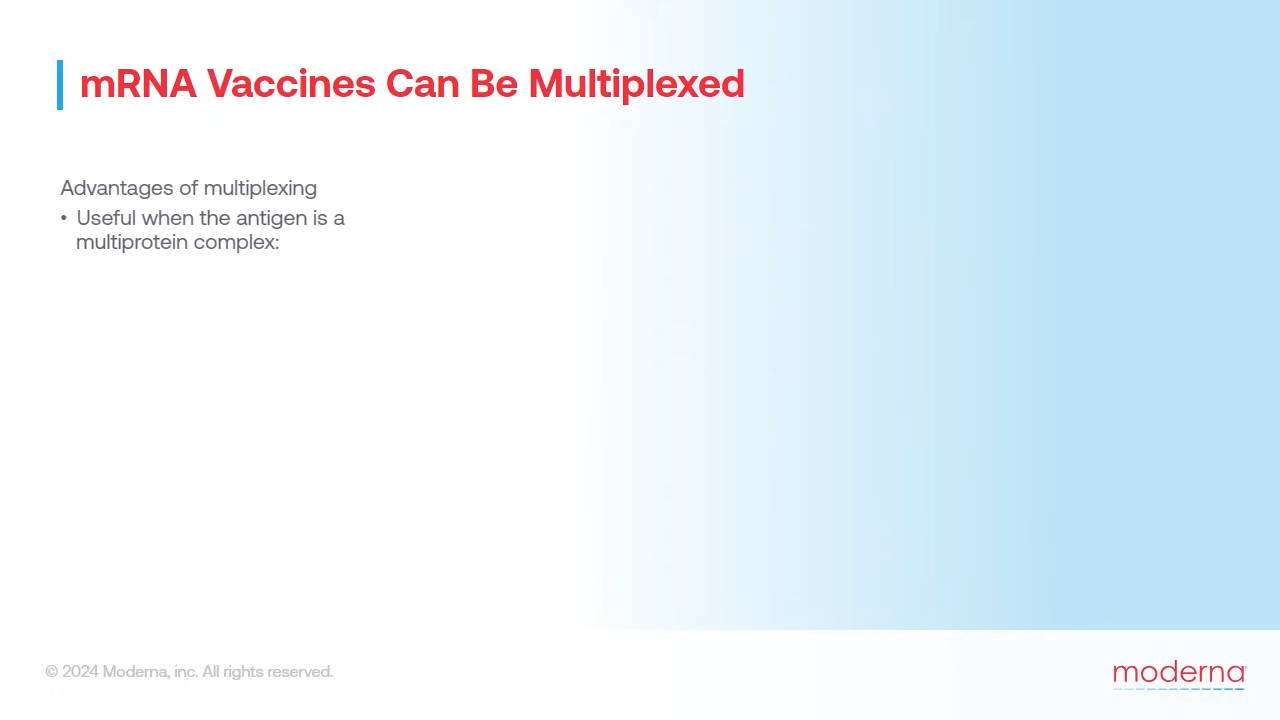 mRNA Vaccines Can Be Multiplexed
Advantages of multiplexing
• Useful when the antigen is a
multiprotein complex:
© 2024 Moderna, inc. All rights reserved.
moderna